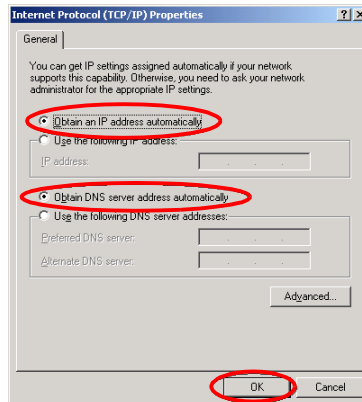 Internet Protocol (TCP/IP) Properties
General
You can get IP settings assigned automatically if your network
supports this capability. Otherwise, you need to ask your network
administrator for the appropriate IP settings.
Obtain an IP address automatically
Use the following IP address:
IP address:
Obtain DNS server address automatically
Use the following DNS server addresses:
Preferred DNS server:
Alternate DNS server:
Advanced...
OK Cancel